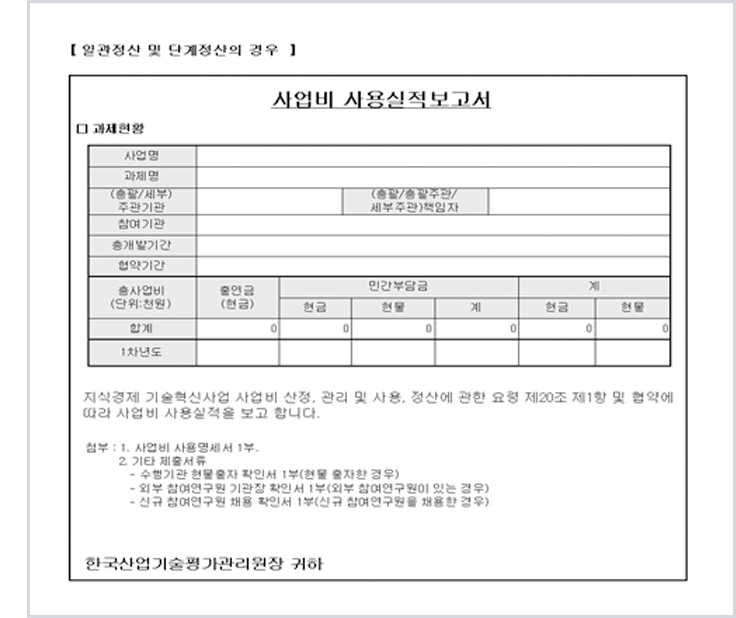 【 일관정산 및 단계정산의 경우 】
사업비 사용실적보고서
□ 과제현황
사업명
과제명
(총괄/세부) 주관기관 (총괄/총괄주관/ 세부주관)책임자
참여기관
총개발기간
협약기간
총사업비 (단위:천원) 출연금 (현금) 민간부담금 계
현금 현물 계 현금 현물
합계 0 0 0 0 0 0
1차년도
지식경제 기술혁신사업 사업비 산정, 관리 및 사용, 정산에 관한 요령 제20조 제1항 및 협약에
따라 사업비 사용실적을 보고 합니다.
첨부 : 1. 사업비 사용명세서 1부.
2. 기타 제출서류
- 수행기관 현물출자 확인서 1부(현물 출자한 경우)
- 외부 참여연구원 기관장 확인서 1부(외부 참여연구원이 있는 경우)
- 신규 참여연구원 채용 확인서 1부(신규 참여연구원을 채용한 경우)
한국산업기술평가관리원장 귀하